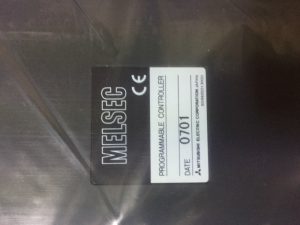 MELSEC
CE
PROGRAMMABLE CONTROLLER
DATE 0701
MITSUBISHI ELECTRIC CORPORATION JAPAN